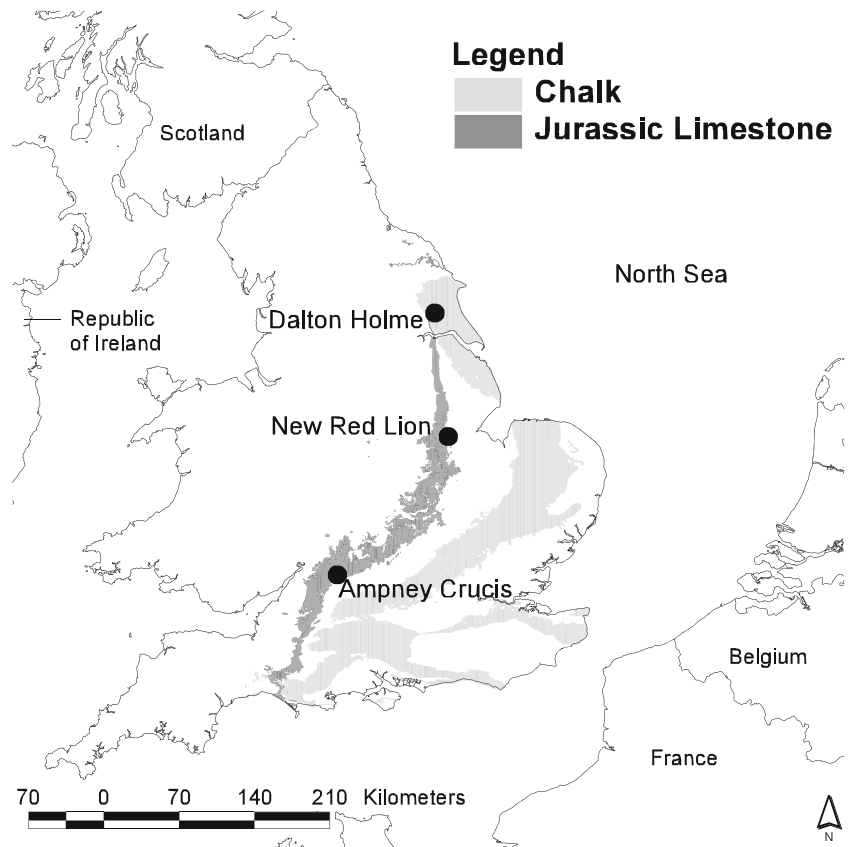 Legend
Chalk
Jurassic Limestone
Scotland
North Sea
Dalton Holme
Republic
of Ireland
New Red Lion
Ampney Crucis
Belgium
France
70 0 70 140 210 Kilometers
N